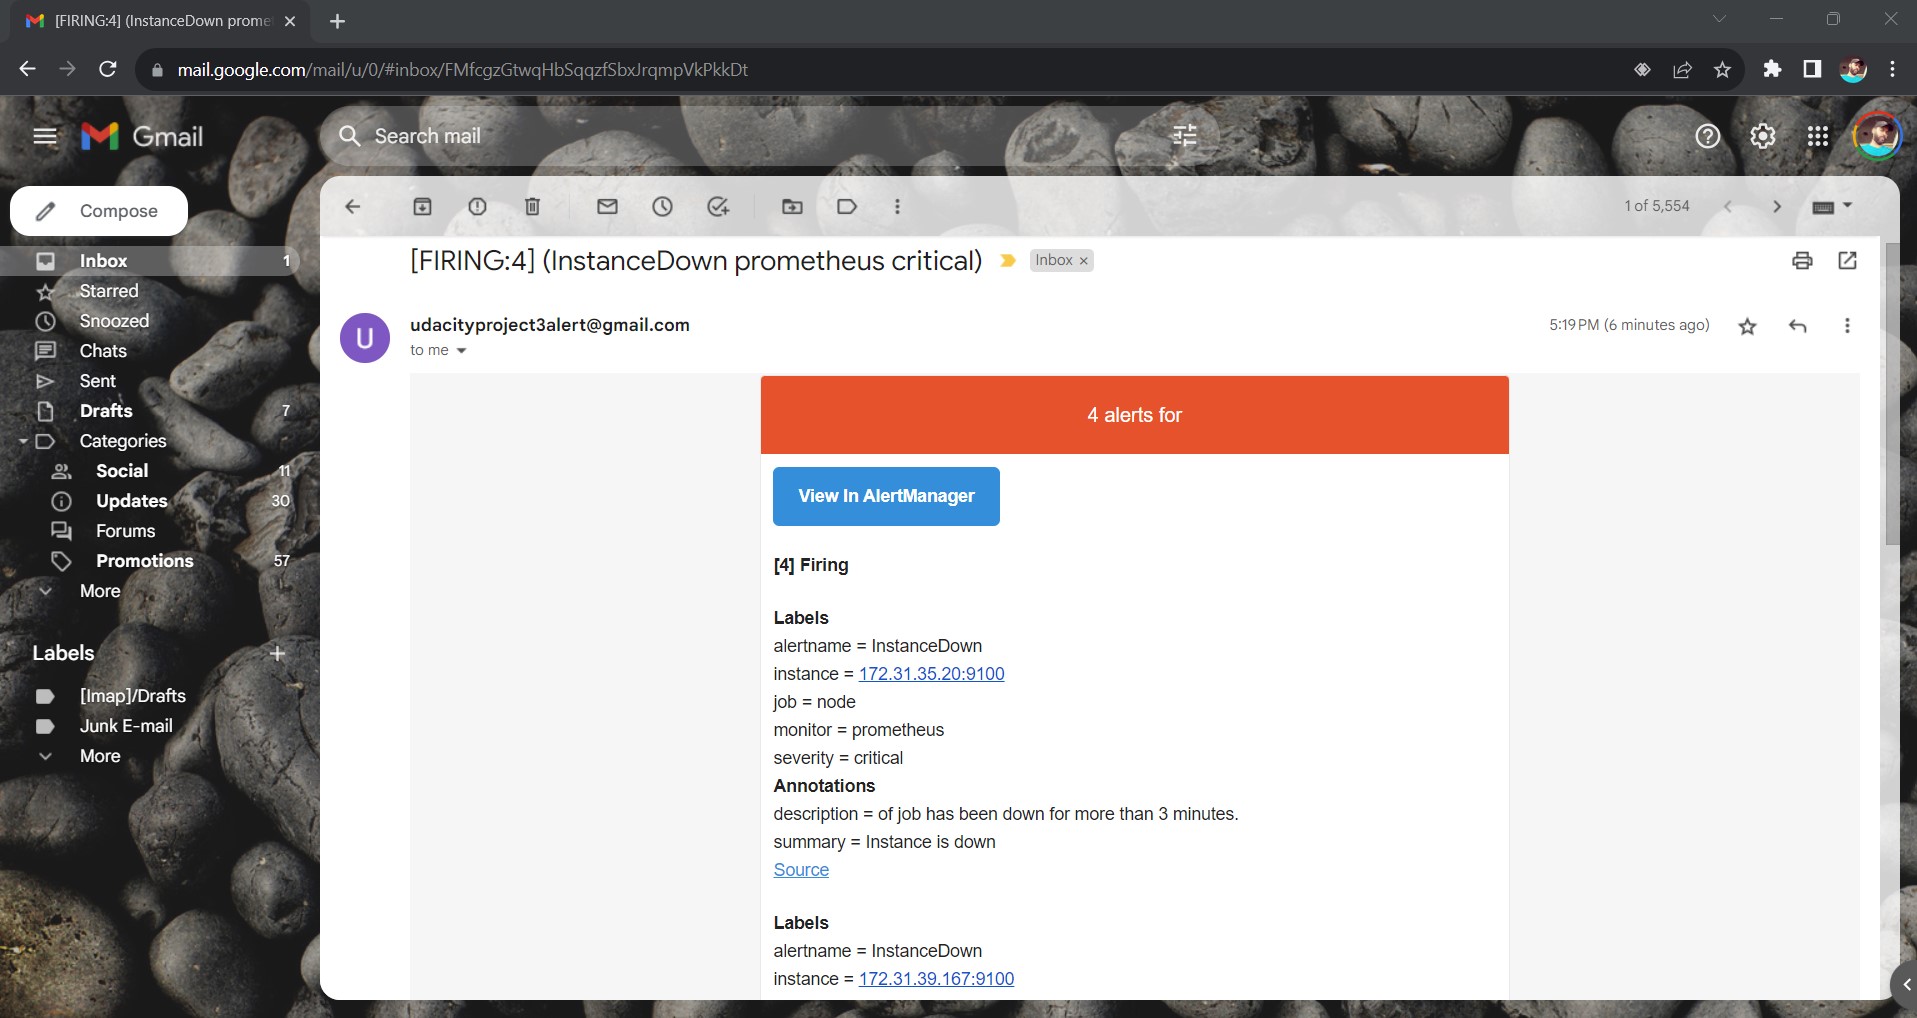 [FIRING:4] (InstanceDown prome
mail.google.com/mail/u/0/#inbox/FMfcgzGtwqHbSqqzfSbxJrqmpVkPkkDt
Gmail
Search mail
Compose
1 of 5,554
Inbox 1
Starred
Snoozed
Chats
Sent
Drafts 7
Categories
Social 11
Updates 30
Forums
Promotions 57
More
Labels
[Imap]/Drafts
Junk E-mail
More
[FIRING:4] (InstanceDown prometheus critical) Inbox ×
U
udacityproject3alert@gmail.com
5:19 PM (6 minutes ago)
to me
4 alerts for
View In AlertManager
[4] Firing
Labels
alertname = InstanceDown
instance = 172.31.35.20:9100
job = node
monitor = prometheus
severity = critical
Annotations
description = of job has been down for more than 3 minutes.
summary = Instance is down
Source
Labels
alertname = InstanceDown
instance = 172.31.39.167:9100